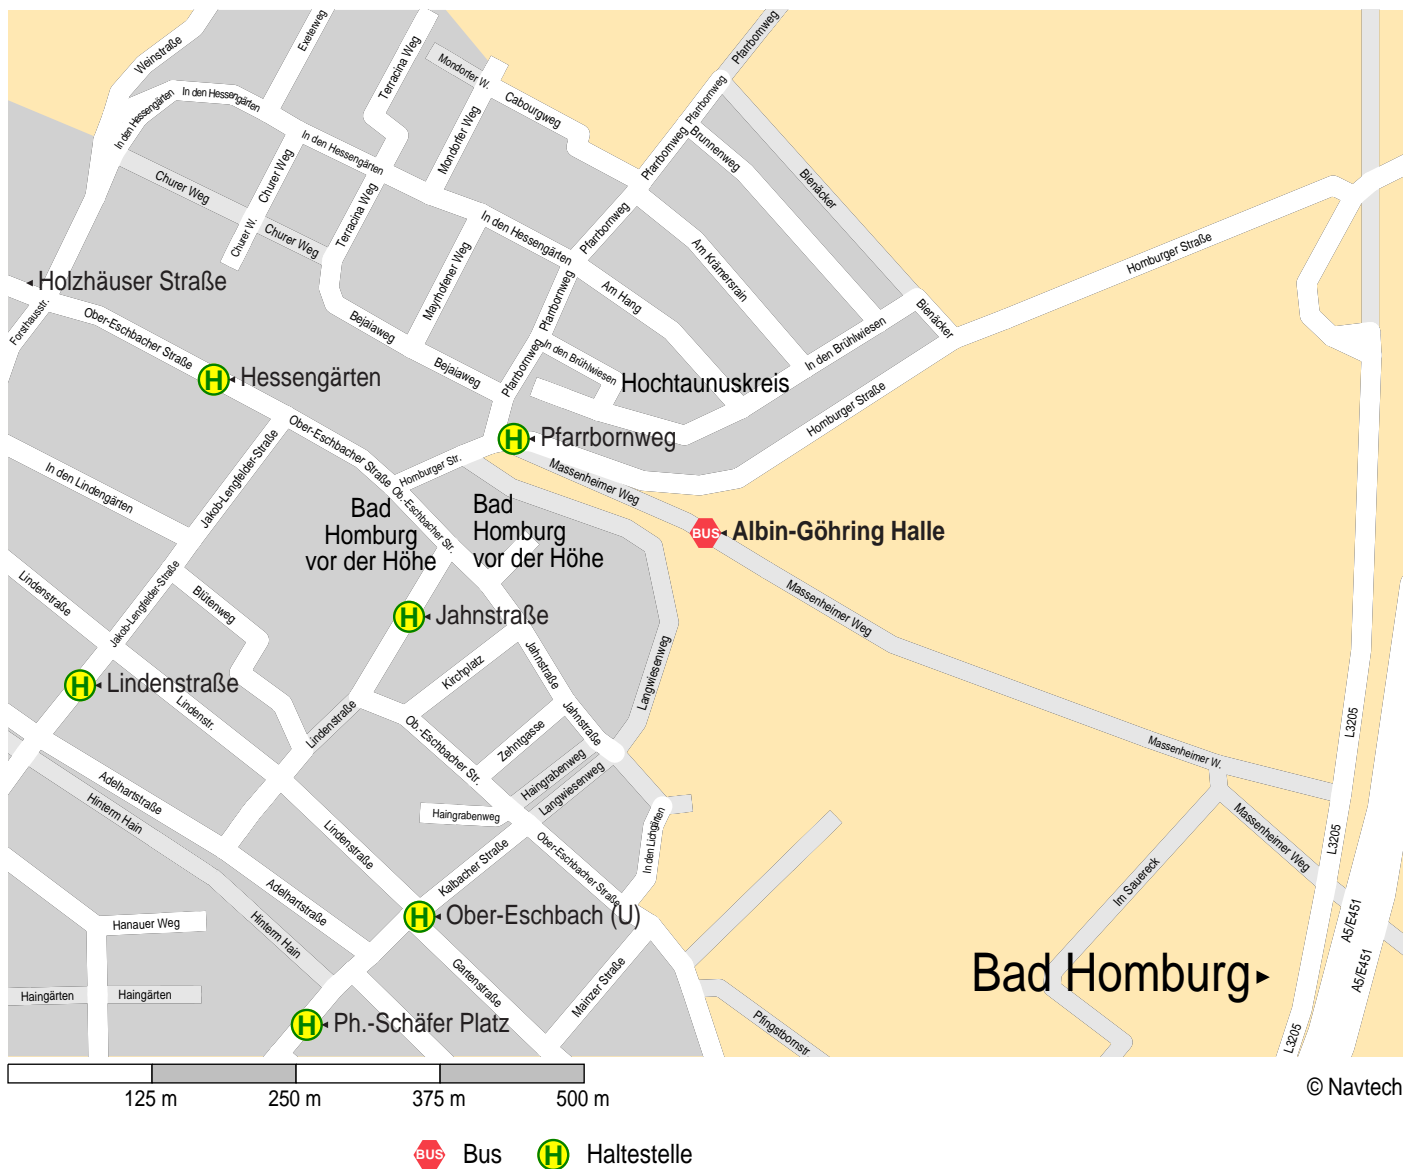 Weinstraße
Exeterweg
Terracina Weg
Mondorfer W.
Cabourgweg
Pfarrbornweg
Pfarrbornweg
In den Hessengärten
In den Hessengärten
In den Hessengärten
Mondorfer Weg
Pfarrbornweg
Brunnenweg
Bienäcker
Churer Weg
Churer Weg
Churer W.
Churer Weg
Terracina Weg
Mayrhofener Weg
In den Hessengärten
Pfarrbornweg
Am Krämersrain
Homburger Straße
Holzhäuser Straße
Forsthausstr.
Ober-Eschbacher Straße
Bejaiaweg
Bejaiaweg
Pfarrbornweg
Am Hang
Bienäcker
In den Brühlwiesen
In den Brühlwiesen
Pfarrbornweg
Hessengärten
Hochtaunuskreis
Homburger Straße
Ober-Eschbacher Straße
Pfarrbornweg
Homburger Str.
Massenheimer Weg
In den Lindengärten
Jakob-Lengfelder-Straße
Ob.-Eschbacher Str.
Bad
Homburg
vor der Höhe
Bad
Homburg
vor der Höhe
BUS
Albin-Göhring Halle
Lindenstraße
Jakob-Lengfelder-Straße
Blütenweg
Jahnstraße
Massenheimer Weg
Kirchplatz
Jahnstraße
Langwiesenweg
Lindenstraße
Lindenstr.
Lindenstraße
Ob.-Eschbacher Str.
Zehntgasse
Jahnstraße
Haingrabenweg
Langwiesenweg
L3205
Massenheimer W.
Adelhartstraße
Hinterm Hain
Haingrabenweg
Lindenstraße
Kalbacher Straße
Ober-Eschbacher Straße
In den Lichgärten
Massenheimer Weg
L3205
Im Sauereck
Adelhartstraße
Hinterm Hain
Hanauer Weg
Ober-Eschbach (U)
A5/E451
A5/E451
Gartenstraße
Mainzer Straße
Bad Homburg
Haingärten
Haingärten
Ph.-Schäfer Platz
Pfingstbornstr.
L3205
H
H
H
H
H
H
H
125 m
250 m
375 m
500 m
© Navtech
BUS
Bus
H
Haltestelle